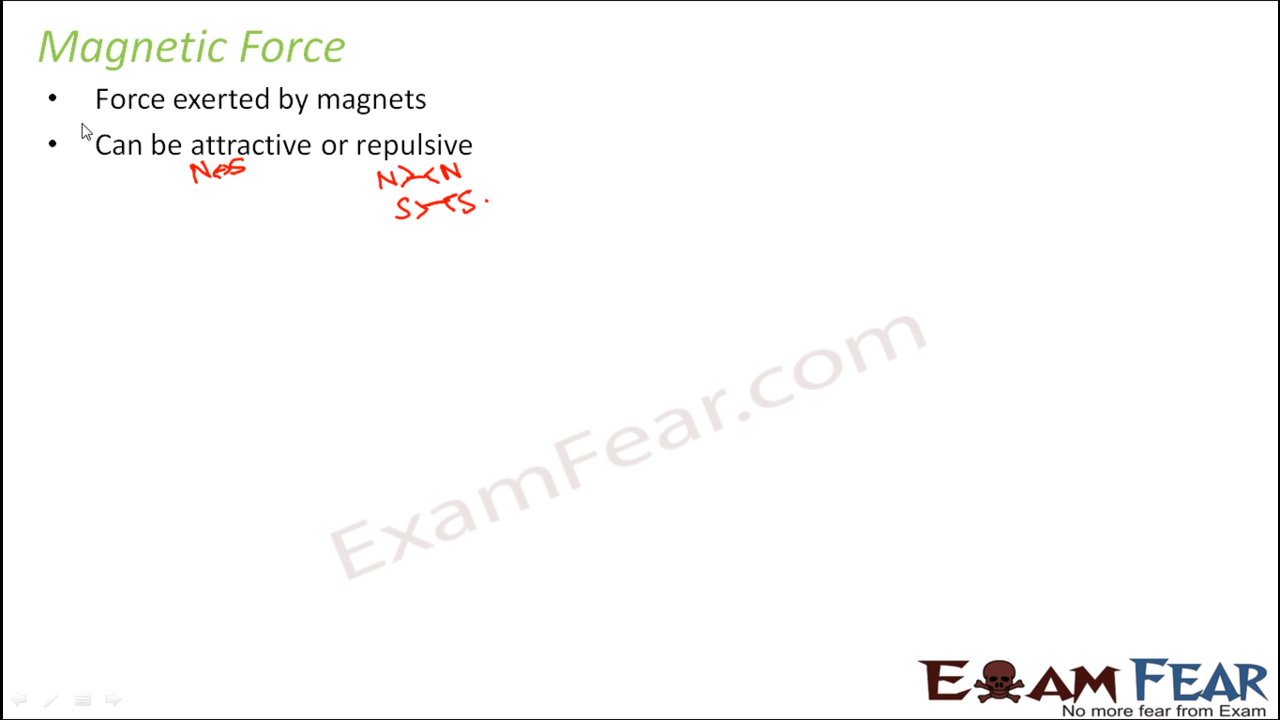 Magnetic Force
• Force exerted by magnets
• Can be attractive or repulsive
N↔S N>-<N
S>-<S.
ExamFear.com
EXAM FEAR
No more fear from Exam